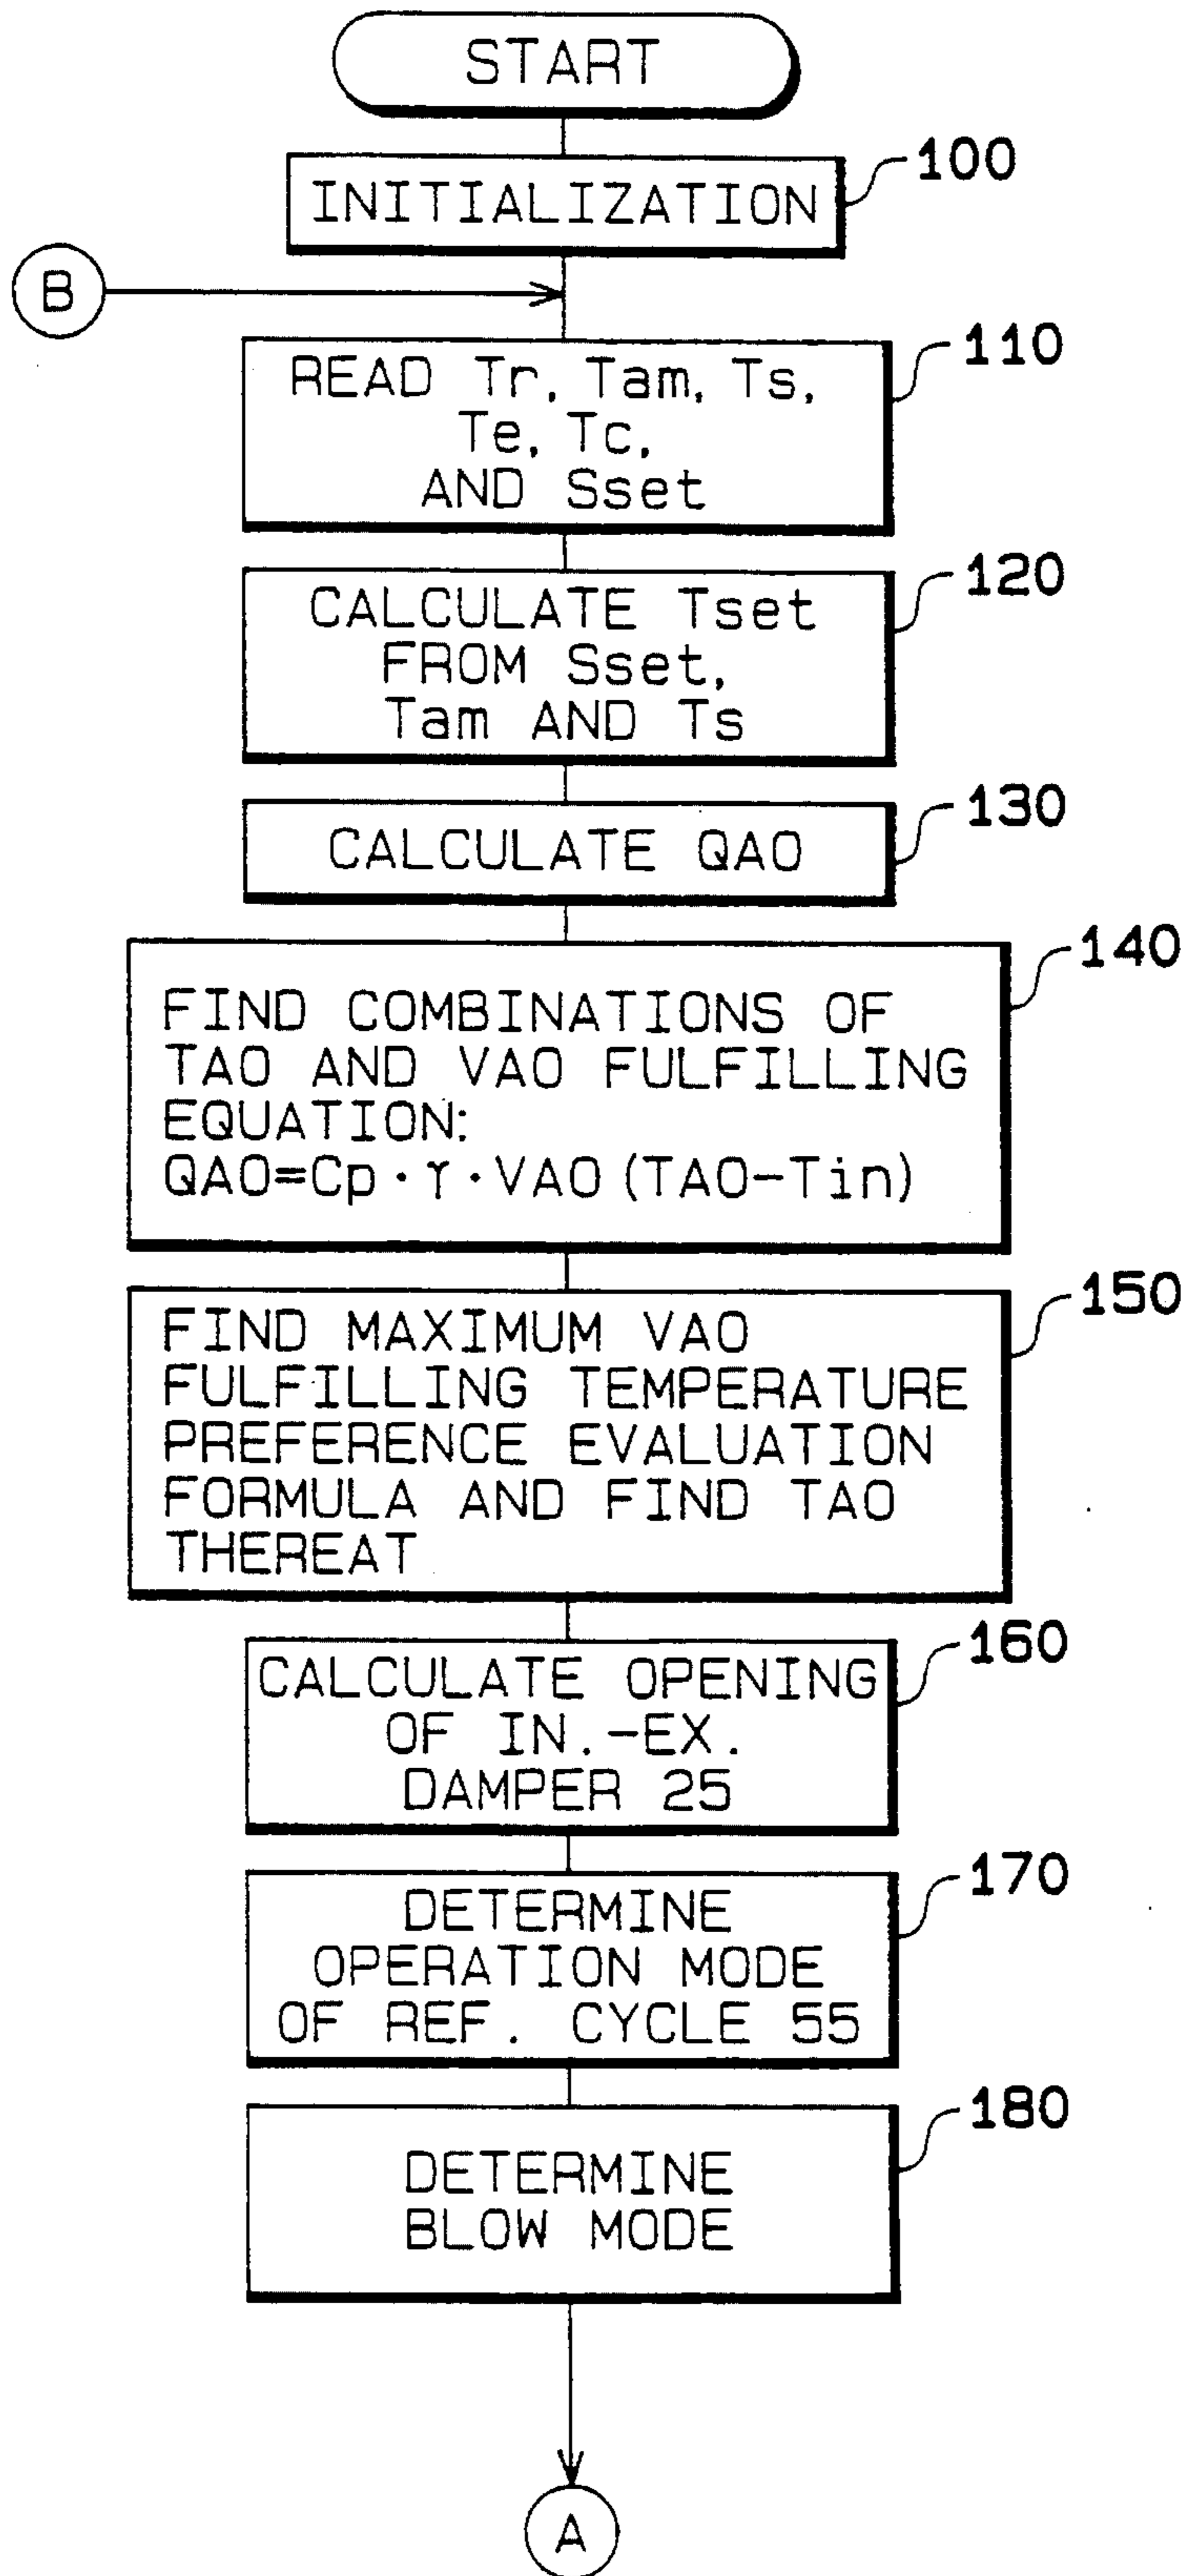 START
INITIALIZATION
100
B
READ Tr, Tam, Ts,
Te, Tc,
AND Sset
110
CALCULATE Tset
FROM Sset,
Tam AND Ts
120
CALCULATE QAO
130
FIND COMBINATIONS OF
TAO AND VAO FULFILLING
EQUATION:
QAO=Cp·γ·VAO(TAO-Tin)
140
FIND MAXIMUM VAO
FULFILLING TEMPERATURE
PREFERENCE EVALUATION
FORMULA AND FIND TAO
THEREAT
150
CALCULATE OPENING
OF IN.-EX.
DAMPER 25
160
DETERMINE
OPERATION MODE
OF REF. CYCLE 55
170
DETERMINE
BLOW MODE
180
A